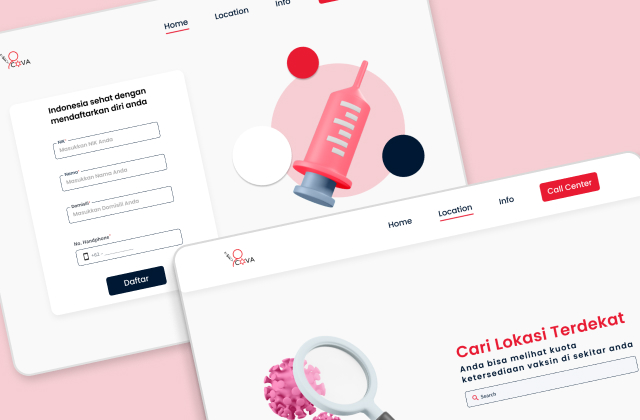 Home
Location
Info
COVA
Indonesia sehat dengan
mendaftarkan diri anda
NIK*
Masukkan NIK Anda
Nama*
Masukkan Nama Anda
Domisili*
Masukkan Domisili Anda
No. Handphone*
+62 -
Daftar
COVA
Home
Location
Info
Call Center
Cari Lokasi Terdekat
Anda bisa melihat kuota
ketersediaan vaksin di sekitar anda
Search